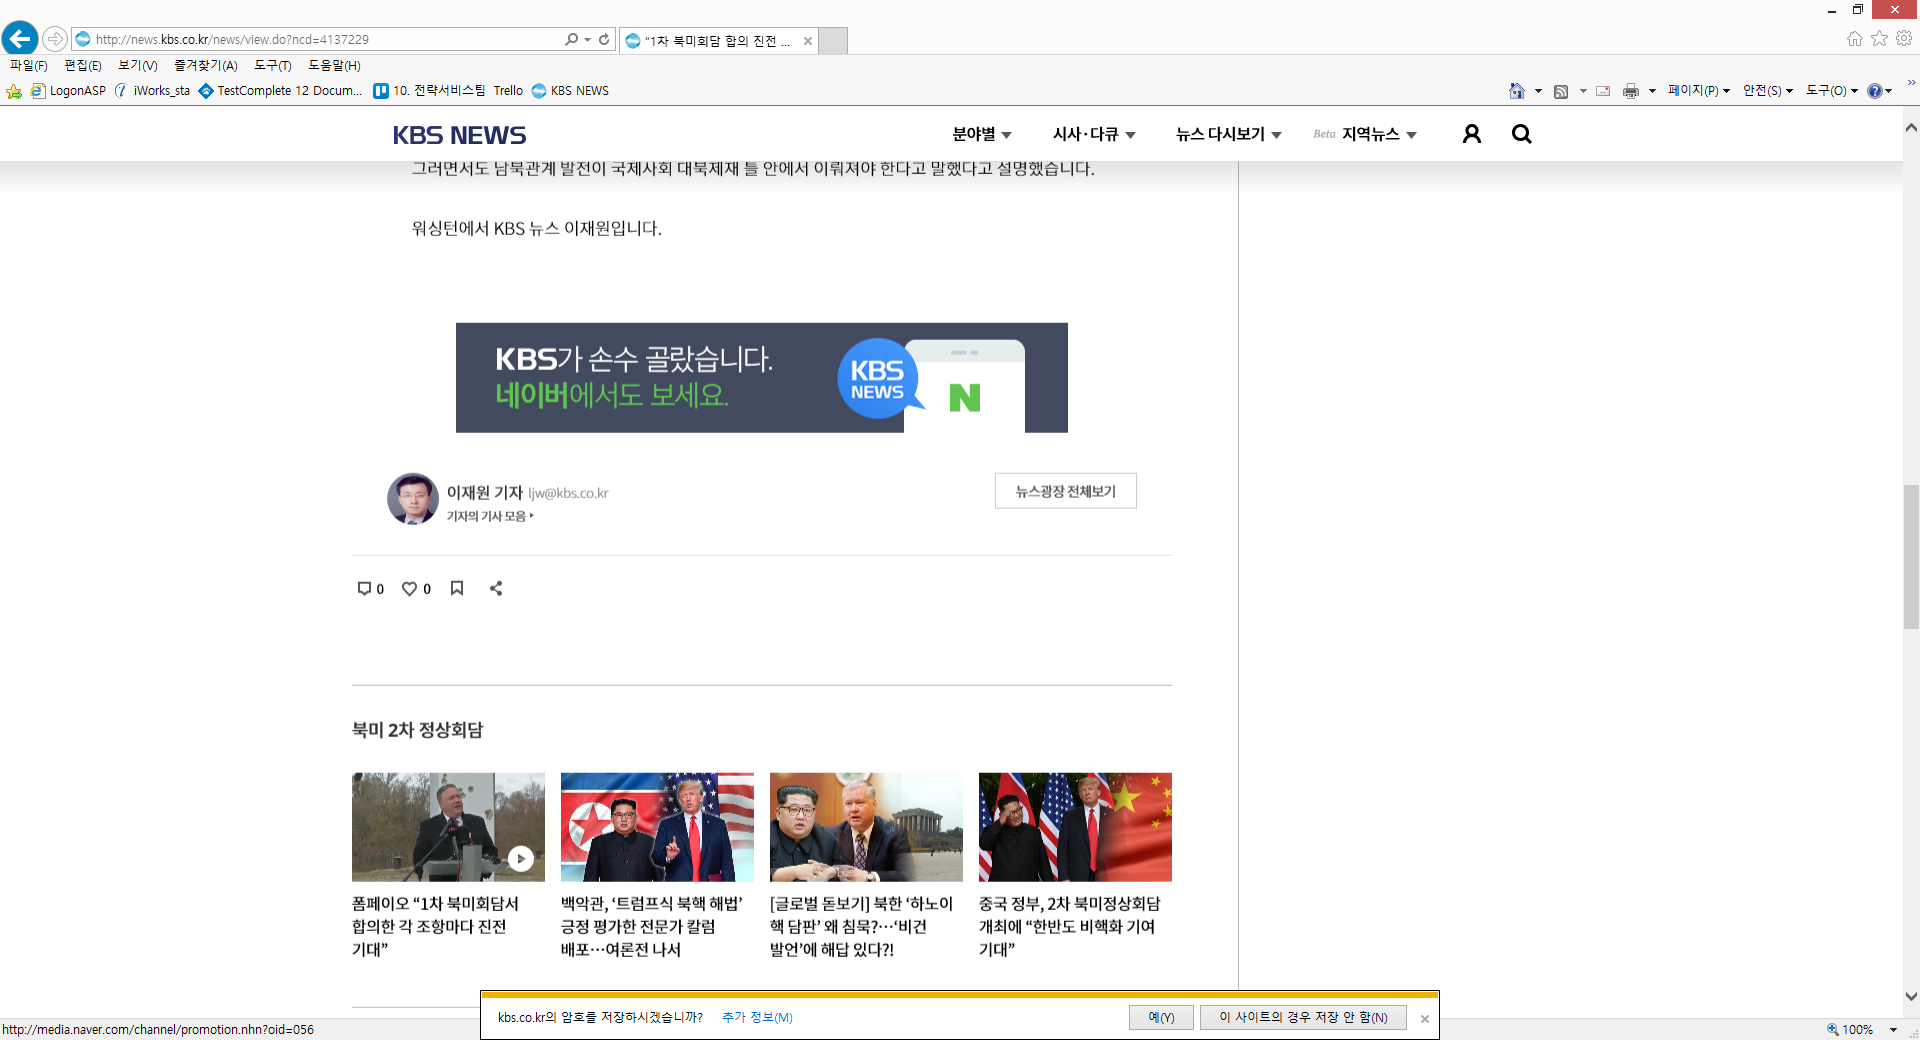 http://news.kbs.co.kr/news/view.do?ncd=4137229
“1차 북미회담 합의 진전 ...
파일(F) 편집(E) 보기(V) 즐겨찾기(A) 도구(T) 도움말(H)
LogonASP iWorks_sta TestComplete 12 Docum... 10. 전략서비스팀 Trello KBS NEWS
페이지(P) 안전(S) 도구(O)
KBS NEWS
분야별 시사·다큐 뉴스 다시보기 Beta 지역뉴스
그러면서도 남북관계 발전이 국제사회 대북제재 틀 안에서 이뤄져야 한다고 말했다고 설명했습니다.
워싱턴에서 KBS 뉴스 이재원입니다.
KBS가 손수 골랐습니다.
네이버에서도 보세요.
KBS
NEWS
N
이재원 기자 ljw@kbs.co.kr
기자의 기사 모음
뉴스광장 전체보기
0 0
북미 2차 정상회담
폼페이오 “1차 북미회담서
합의한 각 조항마다 진전
기대”
백악관, ‘트럼프식 북핵 해법’
긍정 평가한 전문가 칼럼
배포…여론전 나서
[글로벌 돋보기] 북한 ‘하노이
핵 담판’ 왜 침묵?…‘비건
발언’에 해답 있다?!
중국 정부, 2차 북미정상회담
개최에 “한반도 비핵화 기여
기대”
kbs.co.kr의 암호를 저장하시겠습니까? 추가 정보(M) 예(Y) 이 사이트의 경우 저장 안 함(N)
http://media.naver.com/channel/promotion.nhn?oid=056
100%